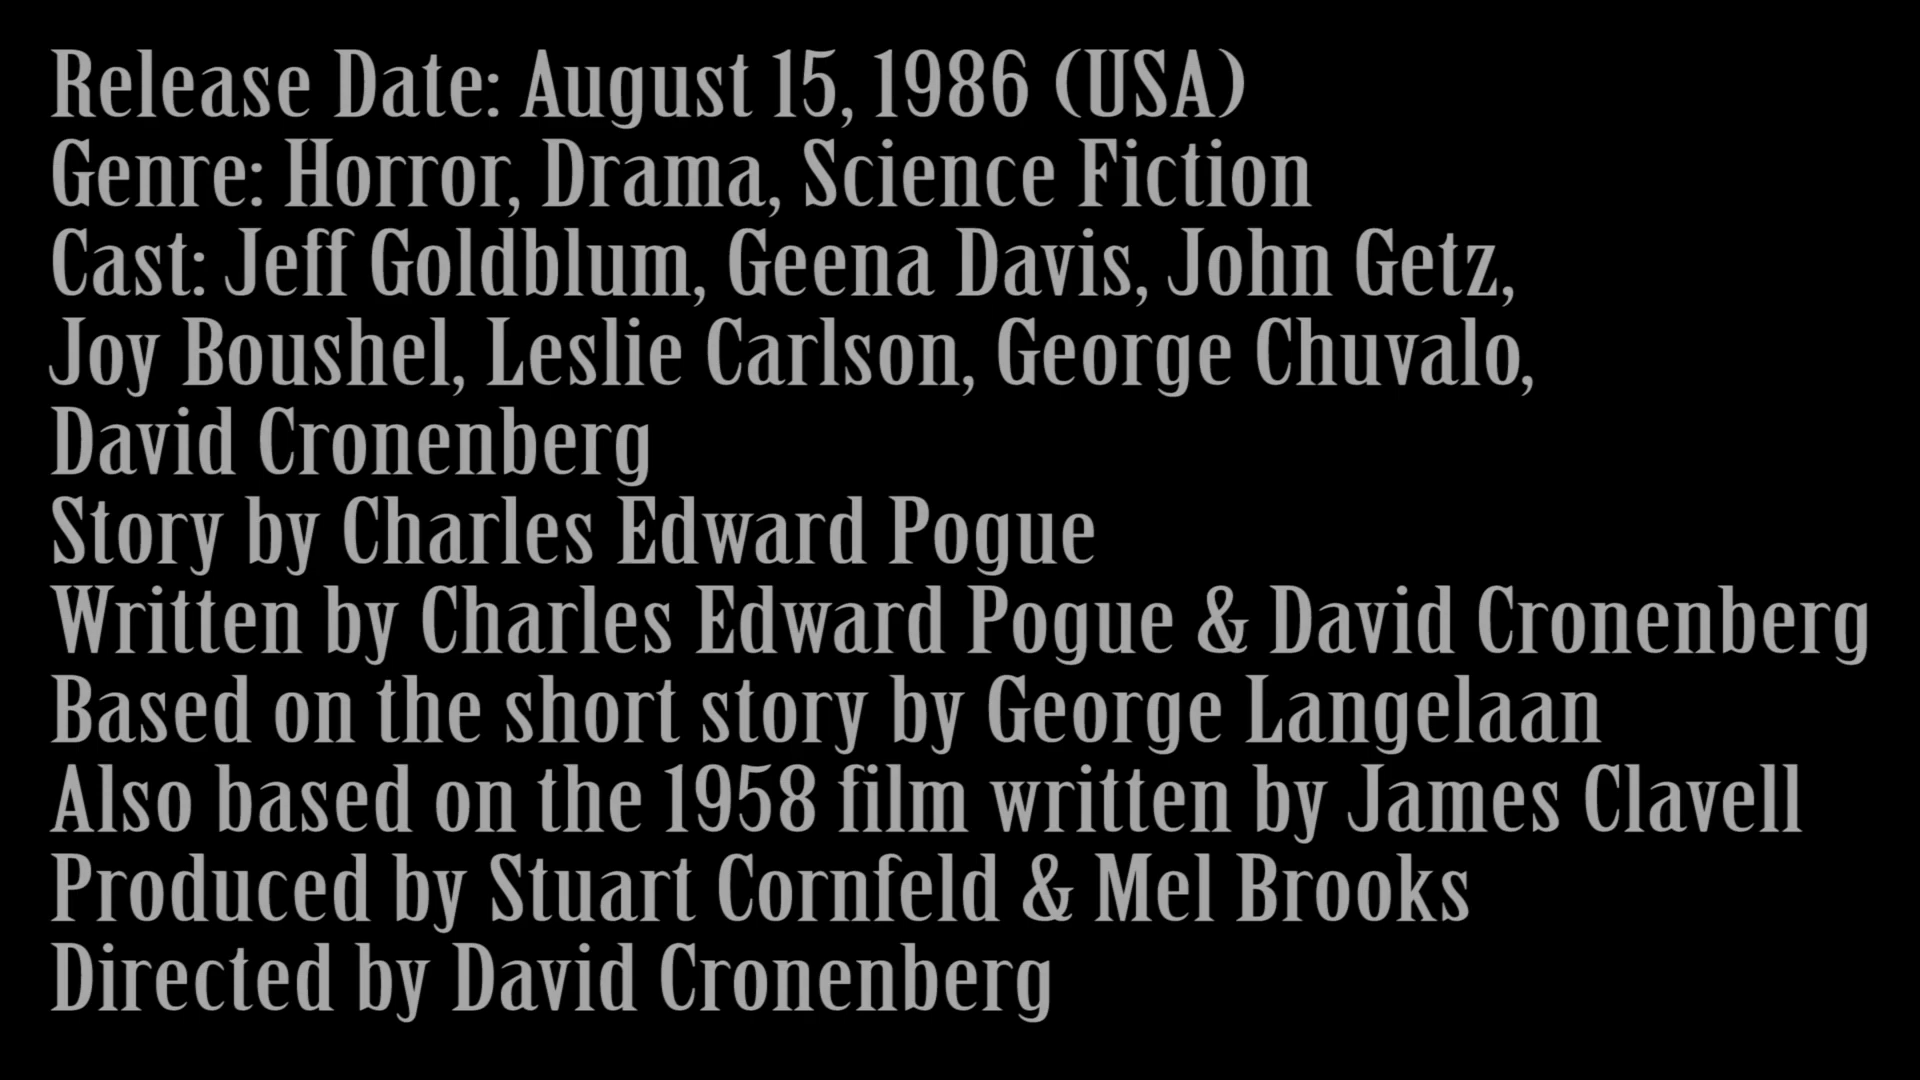 Release Date: August 15, 1986 (USA)
Genre: Horror, Drama, Science Fiction
Cast: Jeff Goldblum, Geena Davis, John Getz,
Joy Boushel, Leslie Carlson, George Chuvalo,
David Cronenberg
Story by Charles Edward Pogue
Written by Charles Edward Pogue & David Cronenberg
Based on the short story by George Langelaan
Also based on the 1958 film written by James Clavell
Produced by Stuart Cornfeld & Mel Brooks
Directed by David Cronenberg